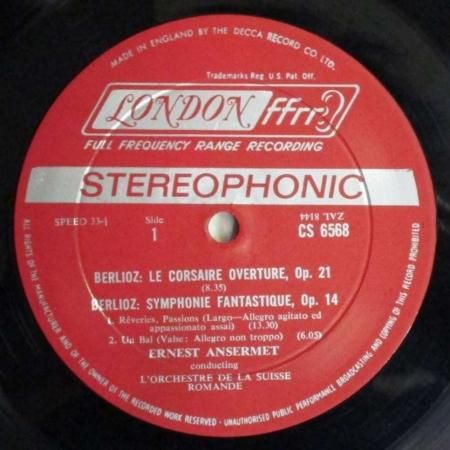 MADE IN ENGLAND BY THE DECCA RECORD CO. LTD.
Trademarks Reg. U.S. Pat. Off.
LONDON ffrr
FULL FREQUENCY RANGE RECORDING
STEREOPHONIC
SPEED 33⅓
Side
1
ZAL 8144
CS 6568
BERLIOZ: LE CORSAIRE OVERTURE, Op. 21
(8.35)
BERLIOZ: SYMPHONIE FANTASTIQUE, Op. 14
1. Rêveries, Passions (Largo—Allegro agitato ed
appassionato assai) (13.30)
2. Un Bal (Valse: Allegro non troppo) (6.05)
ERNEST ANSERMET
conducting
L'ORCHESTRE DE LA SUISSE
ROMANDE
ALL RIGHTS OF THE MANUFACTURER AND OF THE OWNER OF THE RECORDED WORK RESERVED - UNAUTHORISED PUBLIC PERFORMANCE BROADCASTING AND COPYING OF THIS RECORD PROHIBITED